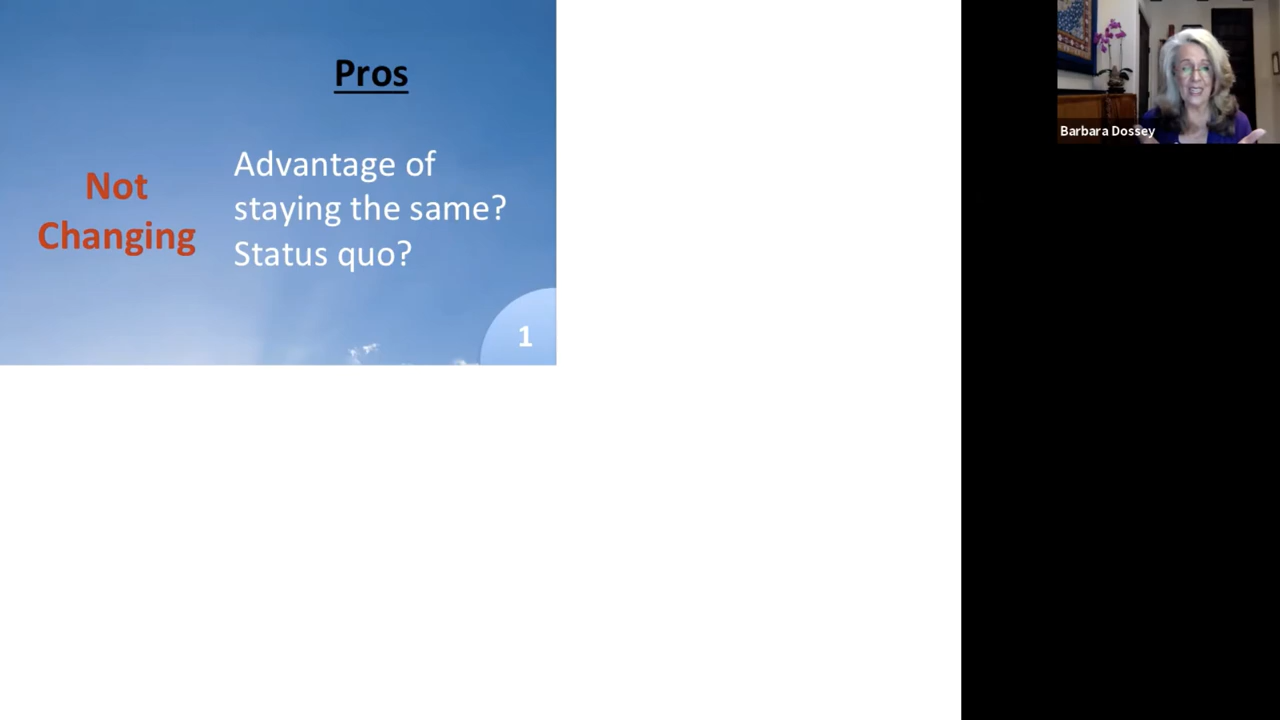 Pros
Not
Changing
Advantage of
staying the same?
Status quo?
1
Barbara Dossey